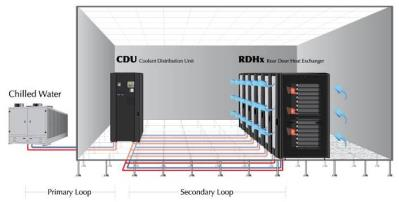 CDU Coolant Distribution Unit
RDHx Rear Door Heat Exchanger
Chilled Water
Primary Loop
Secondary Loop